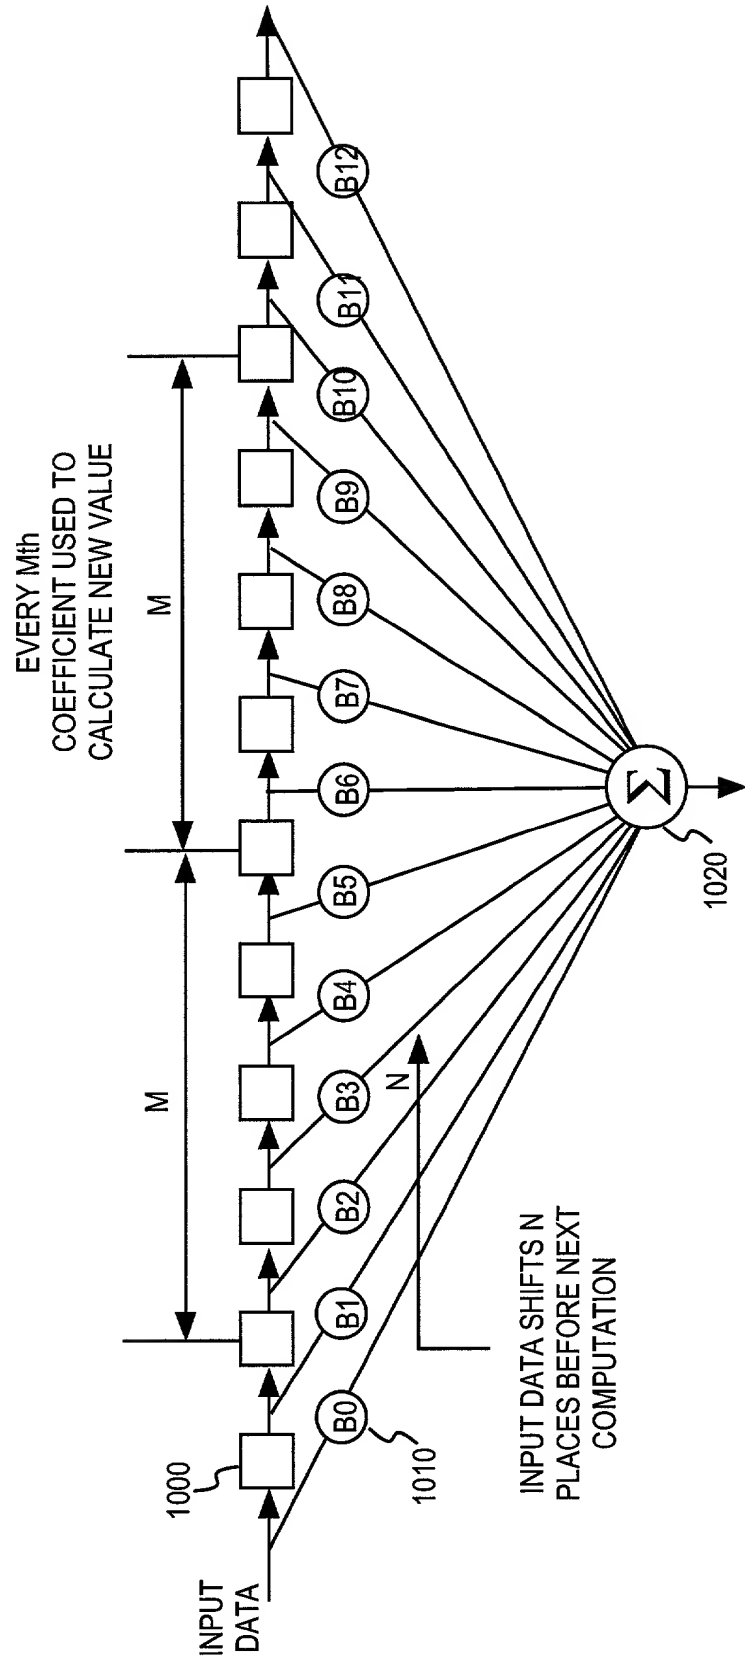 EVERY Mth
COEFFICIENT USED TO
CALCULATE NEW VALUE
M
M
INPUT
DATA
1000
B0
B1
B2
B3
B4
B5
B6
B7
B8
B9
B10
B11
B12
1010
N
INPUT DATA SHIFTS N
PLACES BEFORE NEXT
COMPUTATION
Σ
1020